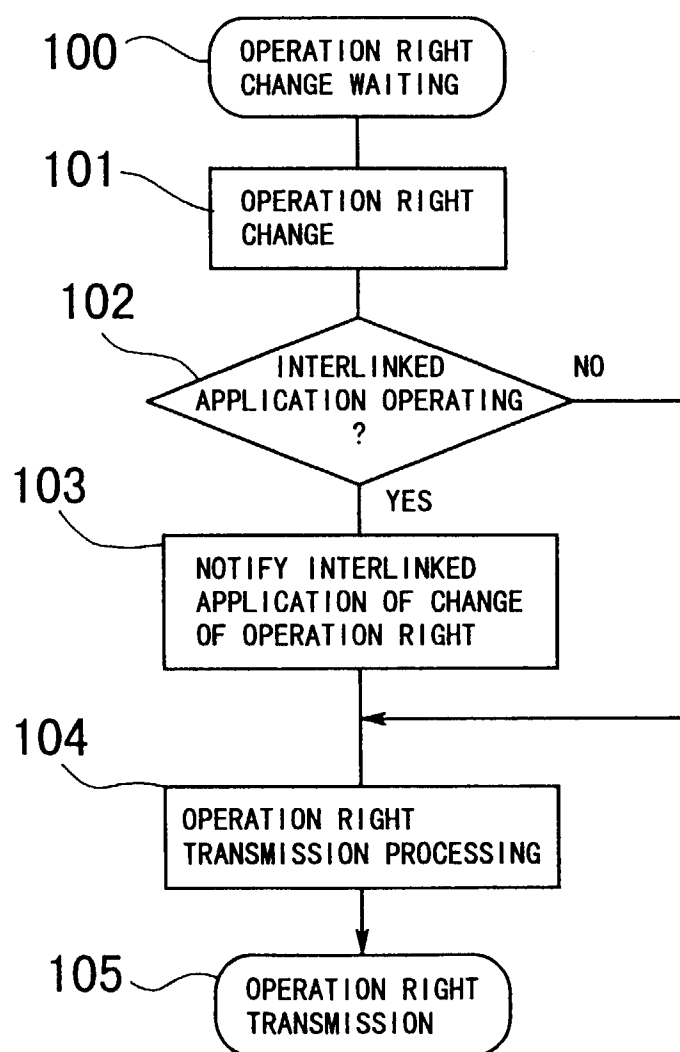 100
OPERATION RIGHT
CHANGE WAITING
101
OPERATION RIGHT
CHANGE
102
INTERLINKED
APPLICATION OPERATING
?
NO
YES
103
NOTIFY INTERLINKED
APPLICATION OF CHANGE
OF OPERATION RIGHT
104
OPERATION RIGHT
TRANSMISSION PROCESSING
105
OPERATION RIGHT
TRANSMISSION